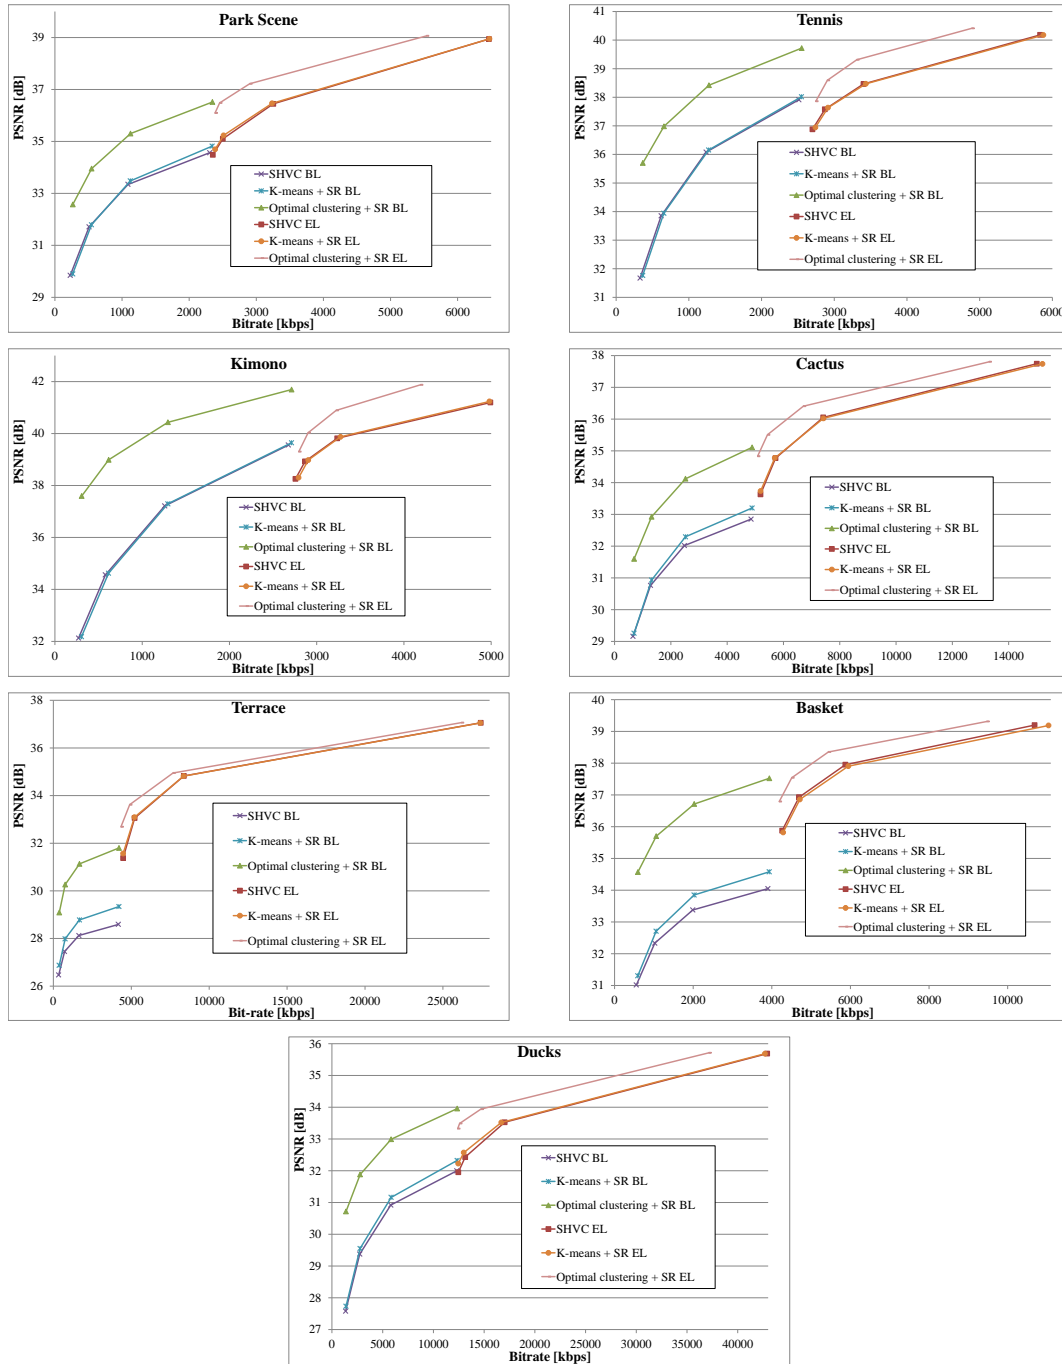 Park Scene
PSNR [dB]
39
37
35
33
31
29
SHVC BL
K-means + SR BL
Optimal clustering + SR BL
SHVC EL
K-means + SR EL
Optimal clustering + SR EL
0 1000 2000 3000 4000 5000 6000
Bitrate [kbps]
Tennis
PSNR [dB]
41
40
39
38
37
36
35
34
33
32
31
SHVC BL
K-means + SR BL
Optimal clustering + SR BL
SHVC EL
K-means + SR EL
Optimal clustering + SR EL
0 1000 2000 3000 4000 5000 6000
Bitrate [kbps]
Kimono
PSNR [dB]
42
40
38
36
34
32
SHVC BL
K-means + SR BL
Optimal clustering + SR BL
SHVC EL
K-means + SR EL
Optimal clustering + SR EL
0 1000 2000 3000 4000 5000
Bitrate [kbps]
Cactus
PSNR [dB]
38
37
36
35
34
33
32
31
30
29
SHVC BL
K-means + SR BL
Optimal clustering + SR BL
SHVC EL
K-means + SR EL
Optimal clustering + SR EL
0 2000 4000 6000 8000 10000 12000 14000
Bitrate [kbps]
Terrace
PSNR [dB]
38
36
34
32
30
28
26
SHVC BL
K-means + SR BL
Optimal clustering + SR BL
SHVC EL
K-means + SR EL
Optimal clustering + SR EL
0 5000 10000 15000 20000 25000
Bit-rate [kbps]
Basket
PSNR [dB]
40
39
38
37
36
35
34
33
32
31
SHVC BL
K-means + SR BL
Optimal clustering + SR BL
SHVC EL
K-means + SR EL
Optimal clustering + SR EL
0 2000 4000 6000 8000 10000
Bitrate [kbps]
Ducks
PSNR [dB]
36
35
34
33
32
31
30
29
28
27
SHVC BL
K-means + SR BL
Optimal clustering + SR BL
SHVC EL
K-means + SR EL
Optimal clustering + SR EL
0 5000 10000 15000 20000 25000 30000 35000 40000
Bitrate [kbps]